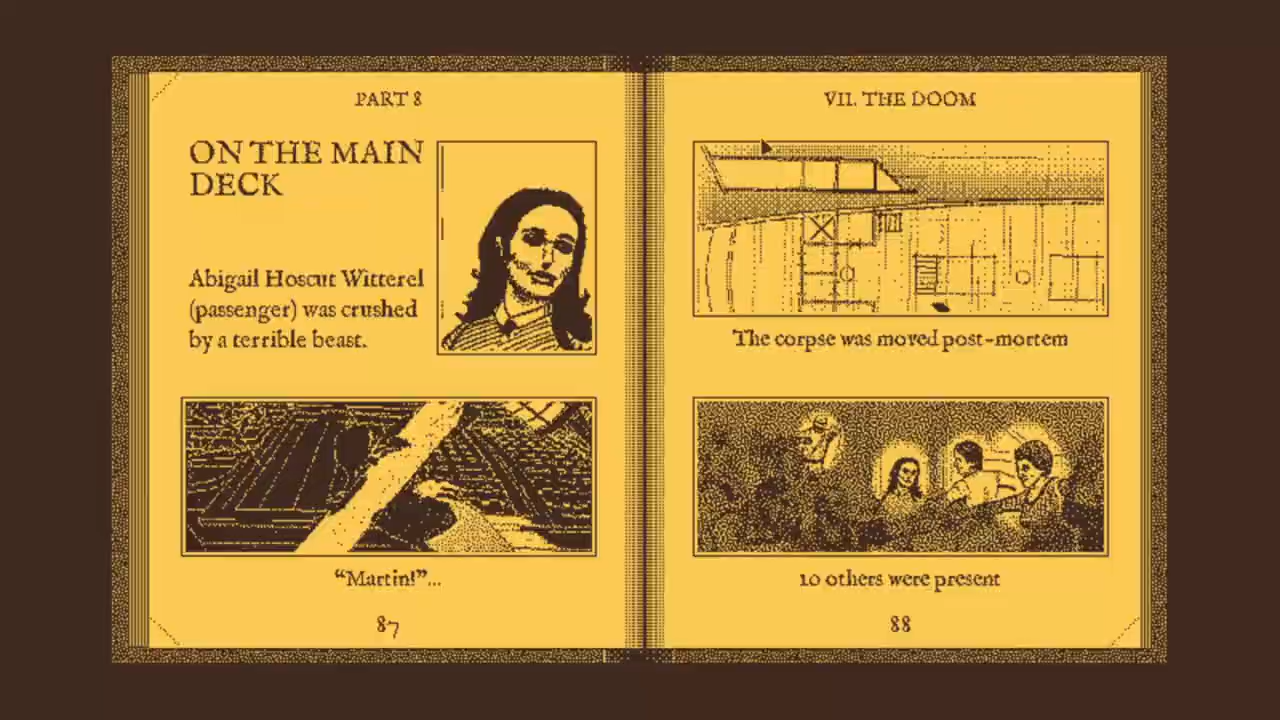 PART 8
ON THE MAIN
DECK
Abigail Hoscut Witterel
(passenger) was crushed
by a terrible beast.
“Martin!”...
87
VII. THE DOOM
The corpse was moved post-mortem
10 others were present
88